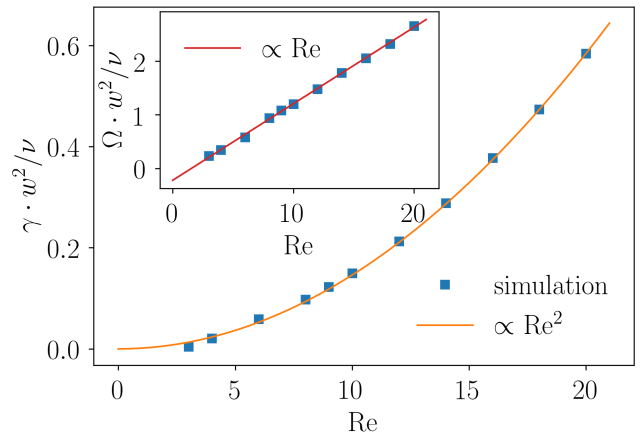 0.6
0.4
0.2
0.0
γ · w²/ν
0
5
10
15
20
Re
simulation
∝ Re²
2
1
0
Ω · w²/ν
∝ Re
0
10
20
Re